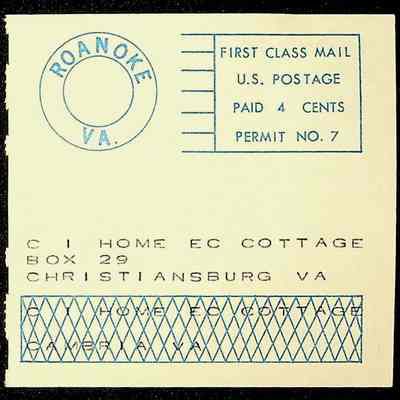 ROANOKE
VA.
FIRST CLASS MAIL
U.S. POSTAGE
PAID 4 CENTS
PERMIT NO. 7
C I HOME EC COTTAGE
BOX 29
CHRISTIANSBURG VA
C I HOME EC COTTAGE
CAMBRIA VA